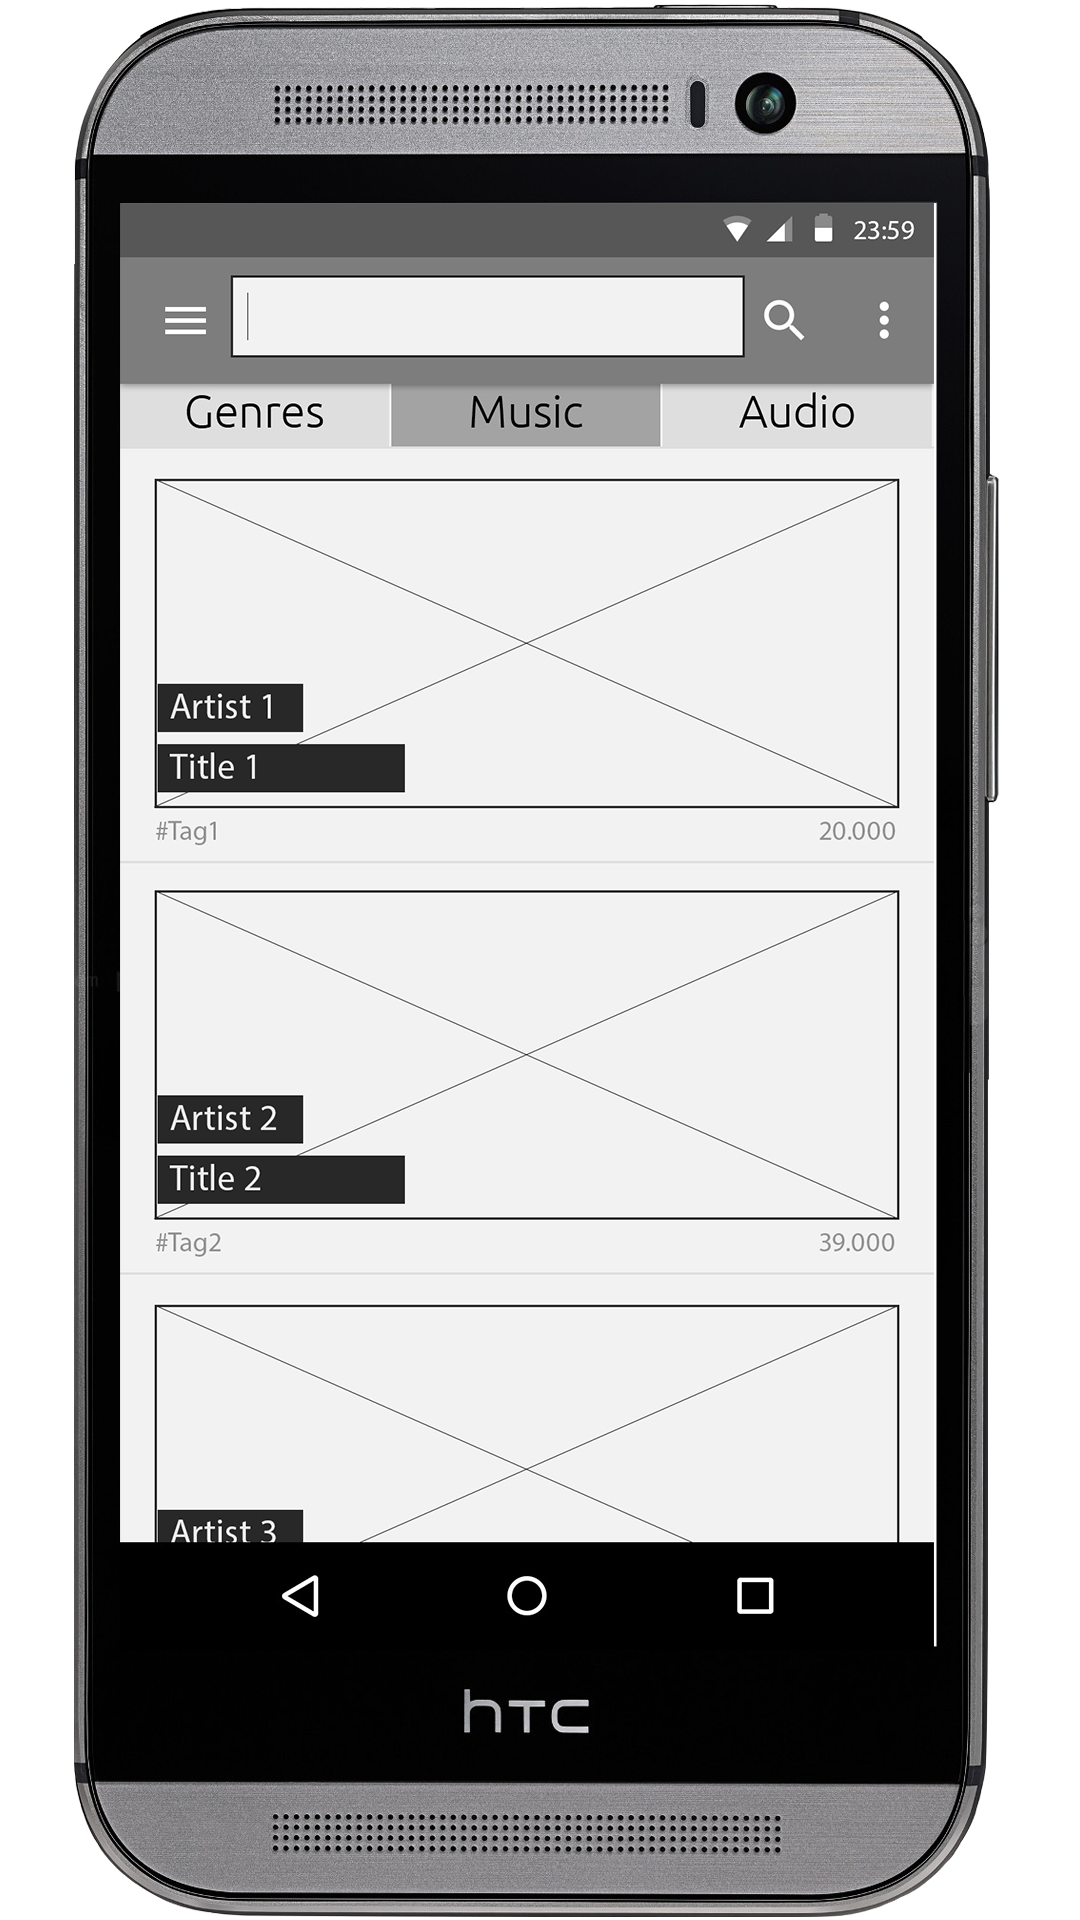 23:59
Genres Music Audio
Artist 1
Title 1
#Tag1 20.000
Artist 2
Title 2
#Tag2 39.000
Artist 3
hTC